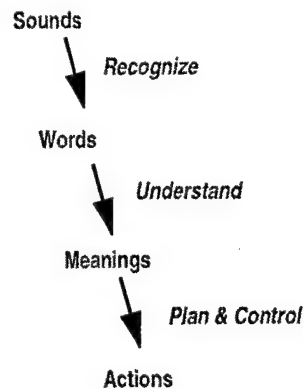 Sounds
Recognize
Words
Understand
Meanings
Plan & Control
Actions